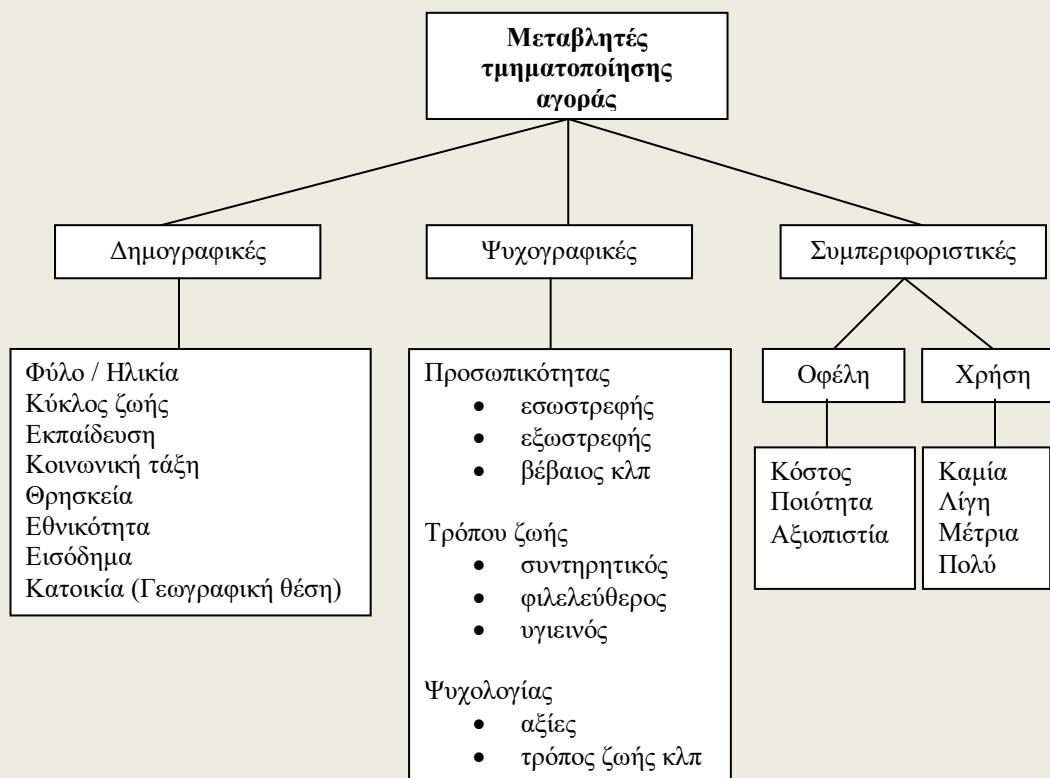 Μεταβλητές
τμηματοποίησης
αγοράς
Δημογραφικές
Ψυχογραφικές
Συμπεριφοριστικές
Φύλο / Ηλικία
Κύκλος ζωής
Εκπαίδευση
Κοινωνική τάξη
Θρησκεία
Εθνικότητα
Εισόδημα
Κατοικία (Γεωγραφική θέση)
Προσωπικότητας
• εσωστρεφής
• εξωστρεφής
• βέβαιος κλπ
Τρόπου ζωής
• συντηρητικός
• φιλελεύθερος
• υγιεινός
Ψυχολογίας
• αξίες
• τρόπος ζωής κλπ
Οφέλη
Χρήση
Κόστος
Ποιότητα
Αξιοπιστία
Καμία
Λίγη
Μέτρια
Πολύ